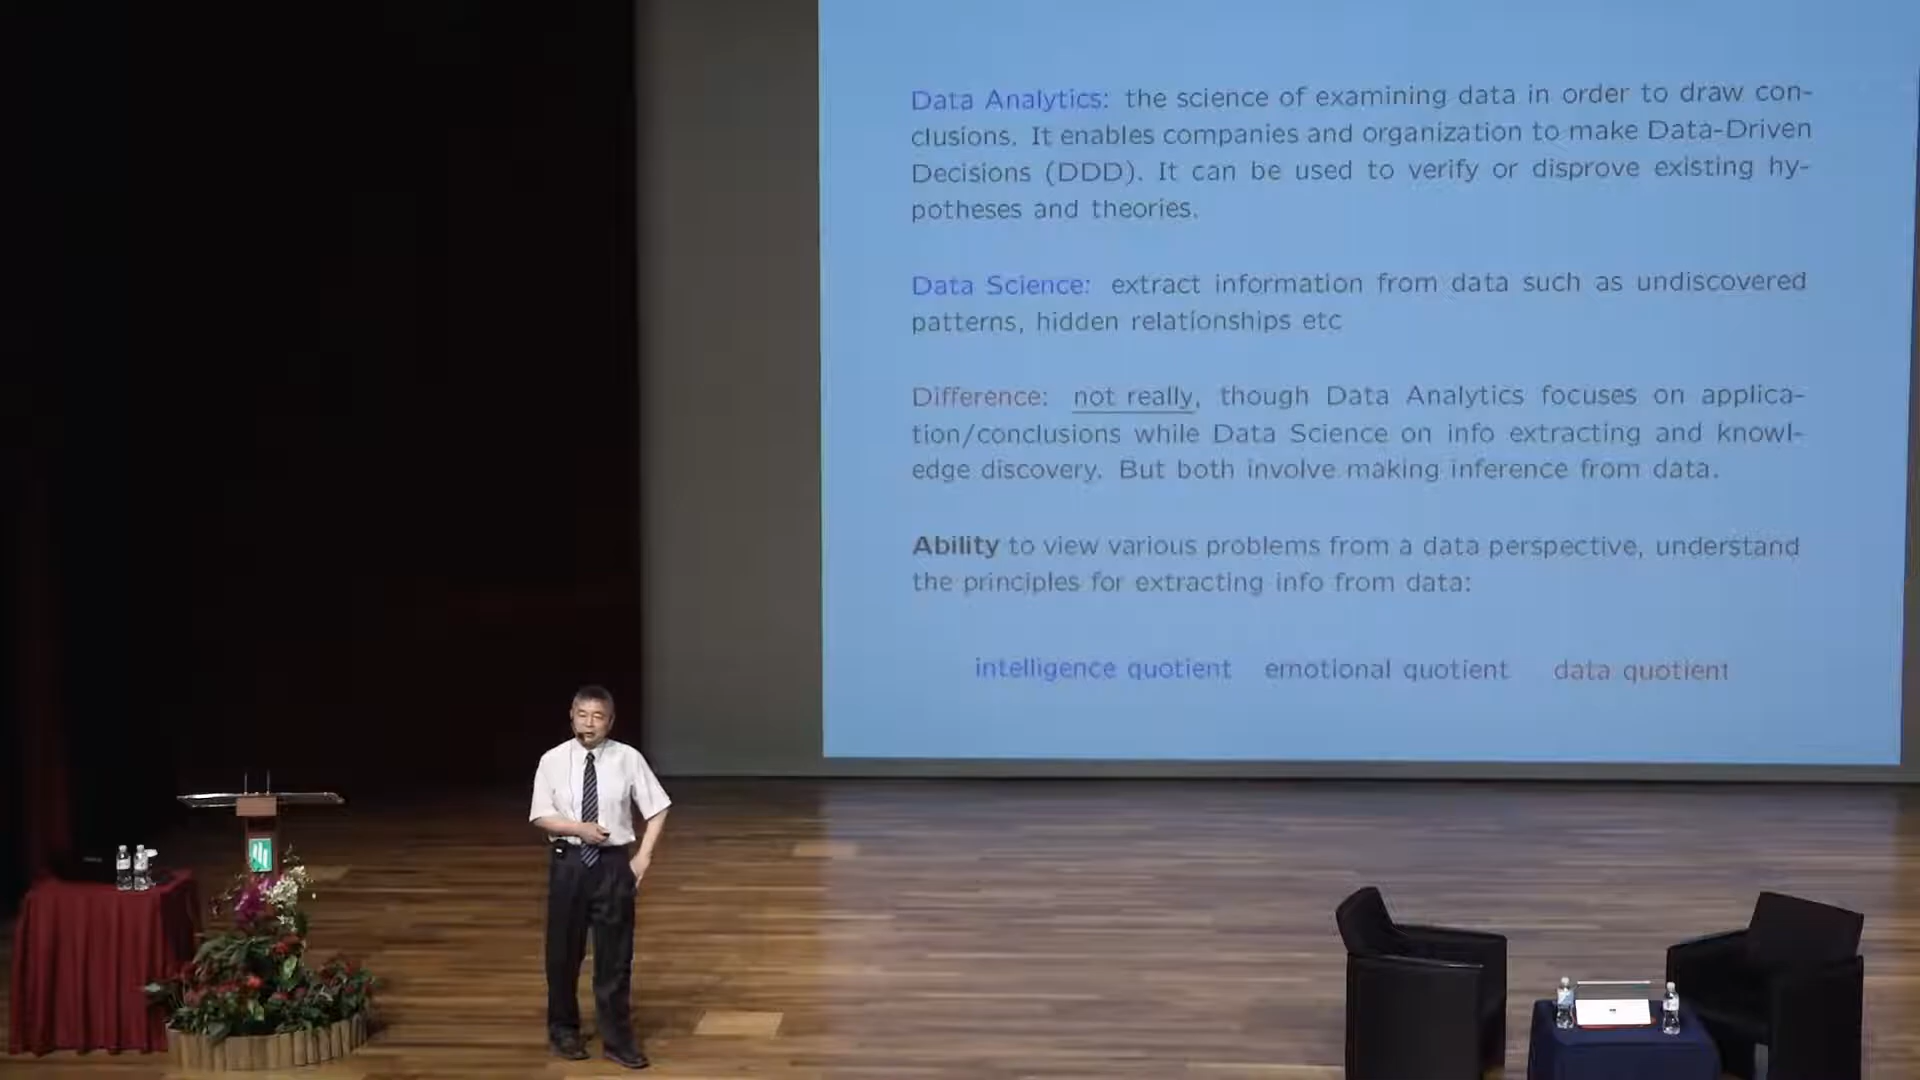 Data Analytics: the science of examining data in order to draw con-
clusions. It enables companies and organization to make Data-Driven
Decisions (DDD). It can be used to verify or disprove existing hy-
potheses and theories.
Data Science: extract information from data such as undiscovered
patterns, hidden relationships etc
Difference: not really, though Data Analytics focuses on applica-
tion/conclusions while Data Science on info extracting and knowl-
edge discovery. But both involve making inference from data.
Ability to view various problems from a data perspective, understand
the principles for extracting info from data:
intelligence quotient emotional quotient data quotient